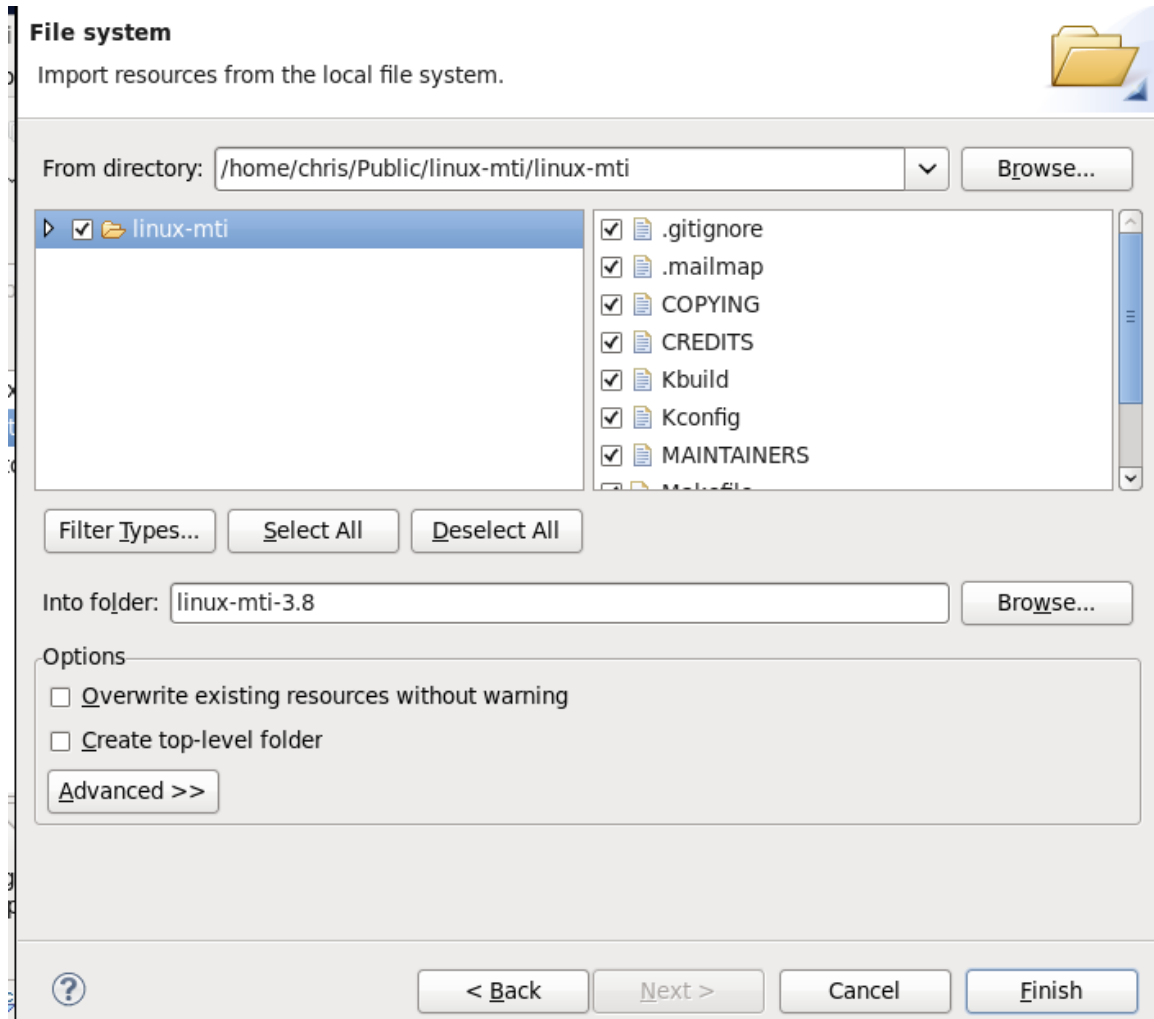 File system
Import resources from the local file system.
From directory: /home/chris/Public/linux-mti/linux-mti Browse...
linux-mti
.gitignore
.mailmap
COPYING
CREDITS
Kbuild
Kconfig
MAINTAINERS
Makefile
Filter Types... Select All Deselect All
Into folder: linux-mti-3.8 Browse...
Options
Overwrite existing resources without warning
Create top-level folder
Advanced >>
? < Back Next > Cancel Finish